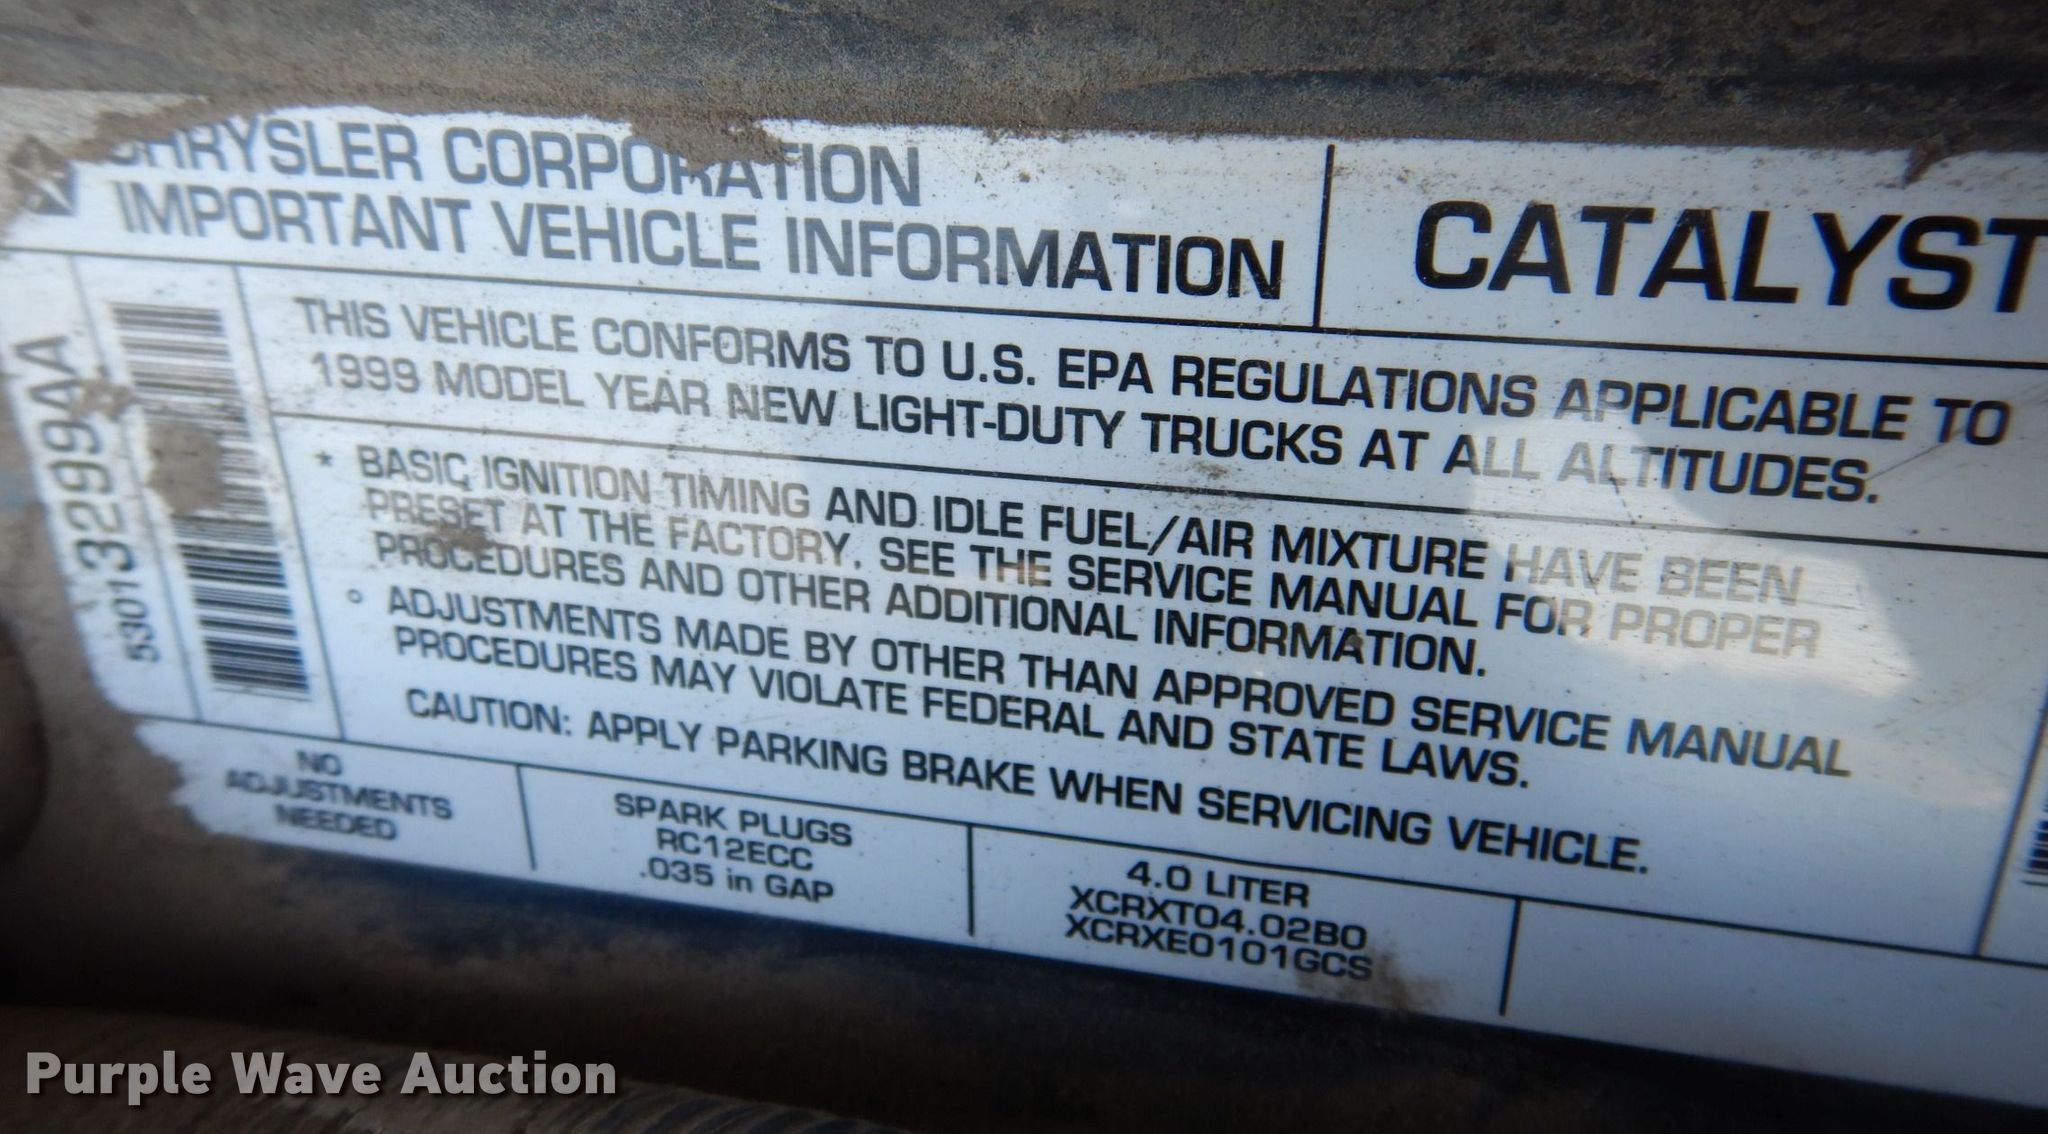 CHRYSLER CORPORATION
IMPORTANT VEHICLE INFORMATION
CATALYST
53013299AA
THIS VEHICLE CONFORMS TO U.S. EPA REGULATIONS APPLICABLE TO
1999 MODEL YEAR NEW LIGHT-DUTY TRUCKS AT ALL ALTITUDES.
* BASIC IGNITION TIMING AND IDLE FUEL/AIR MIXTURE HAVE BEEN
PRESET AT THE FACTORY. SEE THE SERVICE MANUAL FOR PROPER
PROCEDURES AND OTHER ADDITIONAL INFORMATION.
° ADJUSTMENTS MADE BY OTHER THAN APPROVED SERVICE MANUAL
PROCEDURES MAY VIOLATE FEDERAL AND STATE LAWS.
CAUTION: APPLY PARKING BRAKE WHEN SERVICING VEHICLE.
NO
ADJUSTMENTS
NEEDED
SPARK PLUGS
RC12ECC
.035 in GAP
4.0 LITER
XCRXT04.02B0
XCRXE0101GCS
Purple Wave Auction